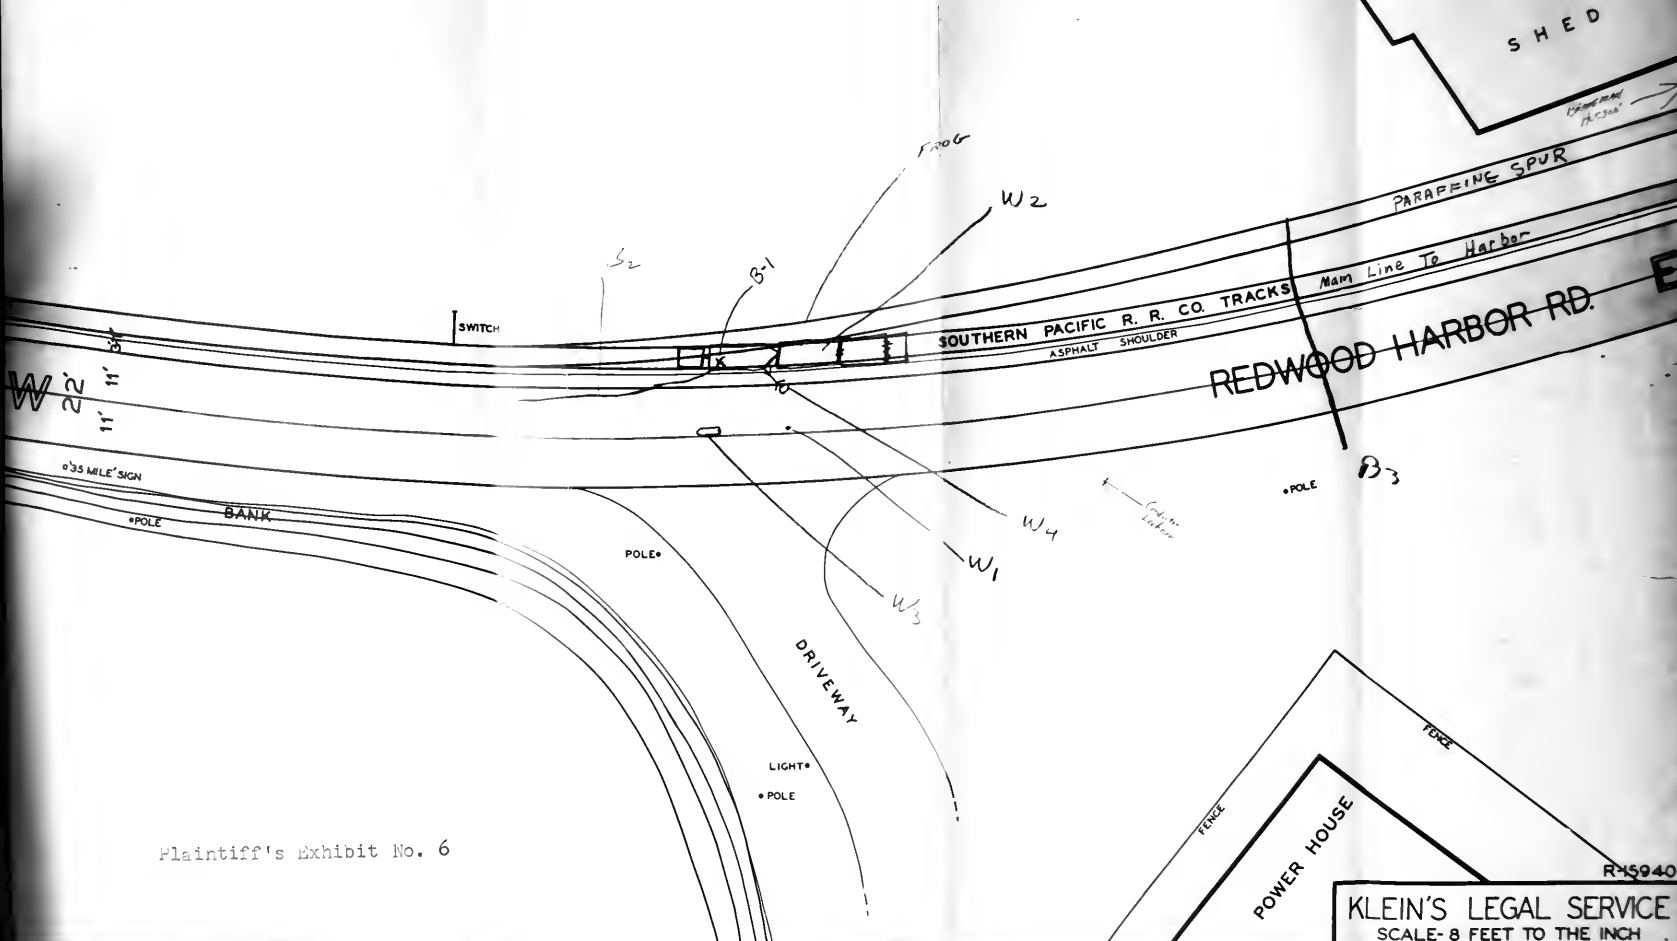 SHED
FROG
W2
PARAFFINE SPUR
S2
B-1
Main Line To Harbor
SWITCH
SOUTHERN PACIFIC R. R. CO. TRACKS
ASPHALT SHOULDER
E
REDWOOD HARBOR RD.
W
22'
11'
11'
"35 MILE" SIGN
POLE
BANK
B3
POLE
W4
POLE
W1
W3
DRIVEWAY
FENCE
LIGHT
POLE
FENCE
POWER HOUSE
Plaintiff's Exhibit No. 6
R-15940
KLEIN'S LEGAL SERVICE
SCALE- 8 FEET TO THE INCH